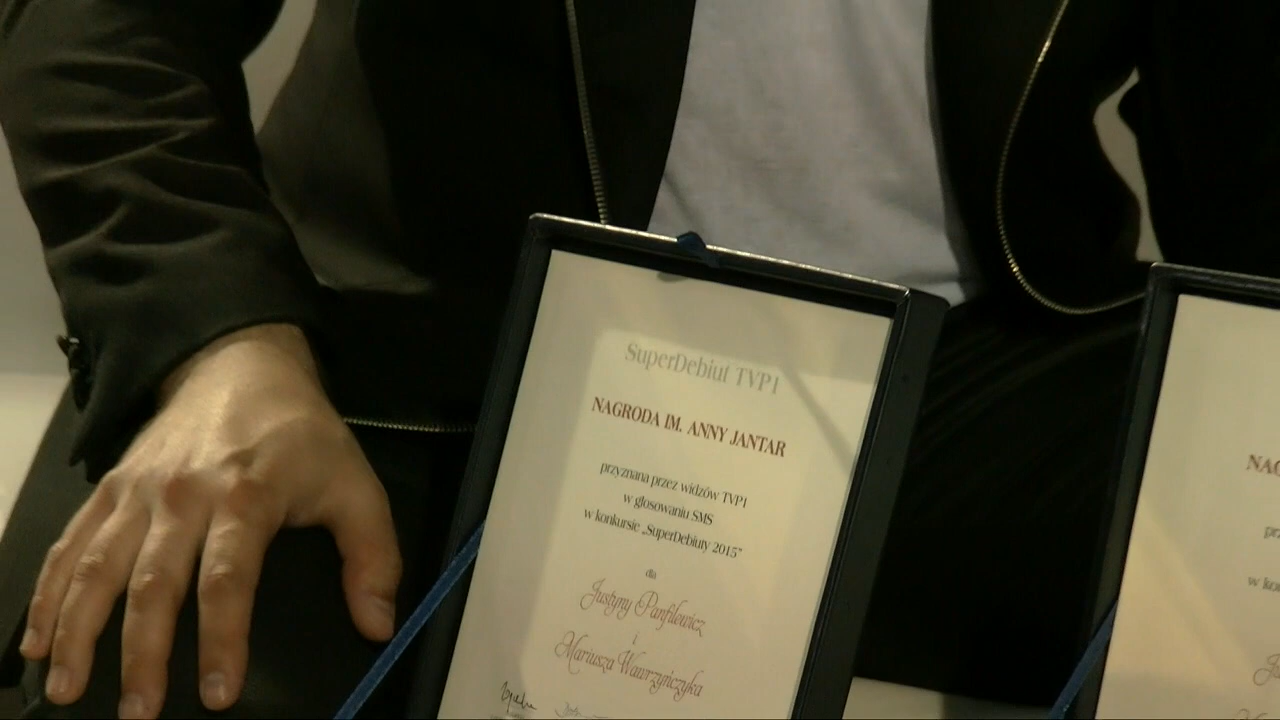 SuperDebiut TVP1
NAGRODA IM. ANNY JANTAR
przyznana przez widzów TVP1
w głosowaniu SMS
w konkursie „SuperDebiuty 2015”
dla
Justyny Panfilewicz
i
Mariusza Wawrzyńczyka